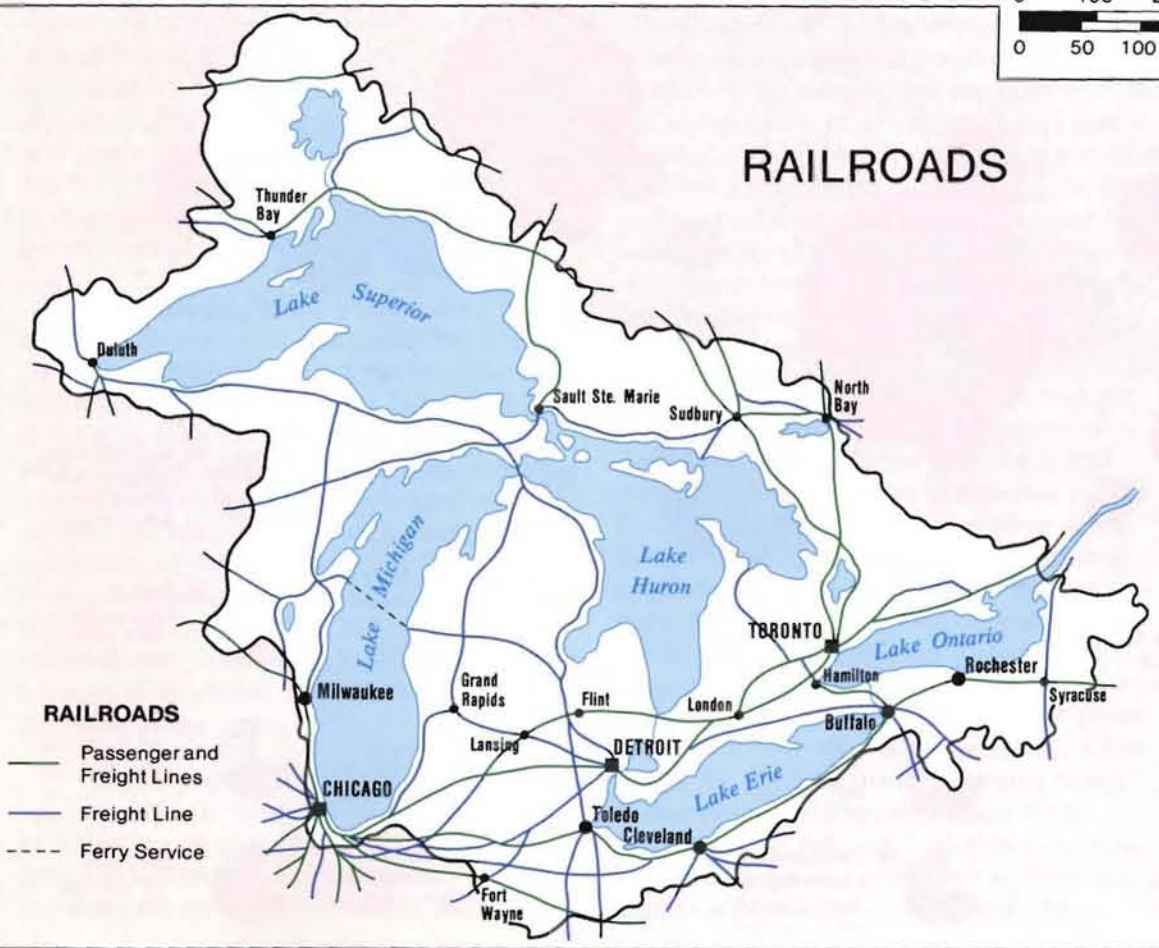 0 50 100
RAILROADS
Thunder
Bay
Lake Superior
Duluth
Sault Ste. Marie
Sudbury
North
Bay
Lake Michigan
Lake
Huron
TORONTO
Lake Ontario
Hamilton
Rochester
Syracuse
Milwaukee
Grand
Rapids
Flint
London
Buffalo
Lansing
DETROIT
Lake Erie
CHICAGO
Toledo
Cleveland
Fort
Wayne
RAILROADS
Passenger and
Freight Lines
Freight Line
Ferry Service